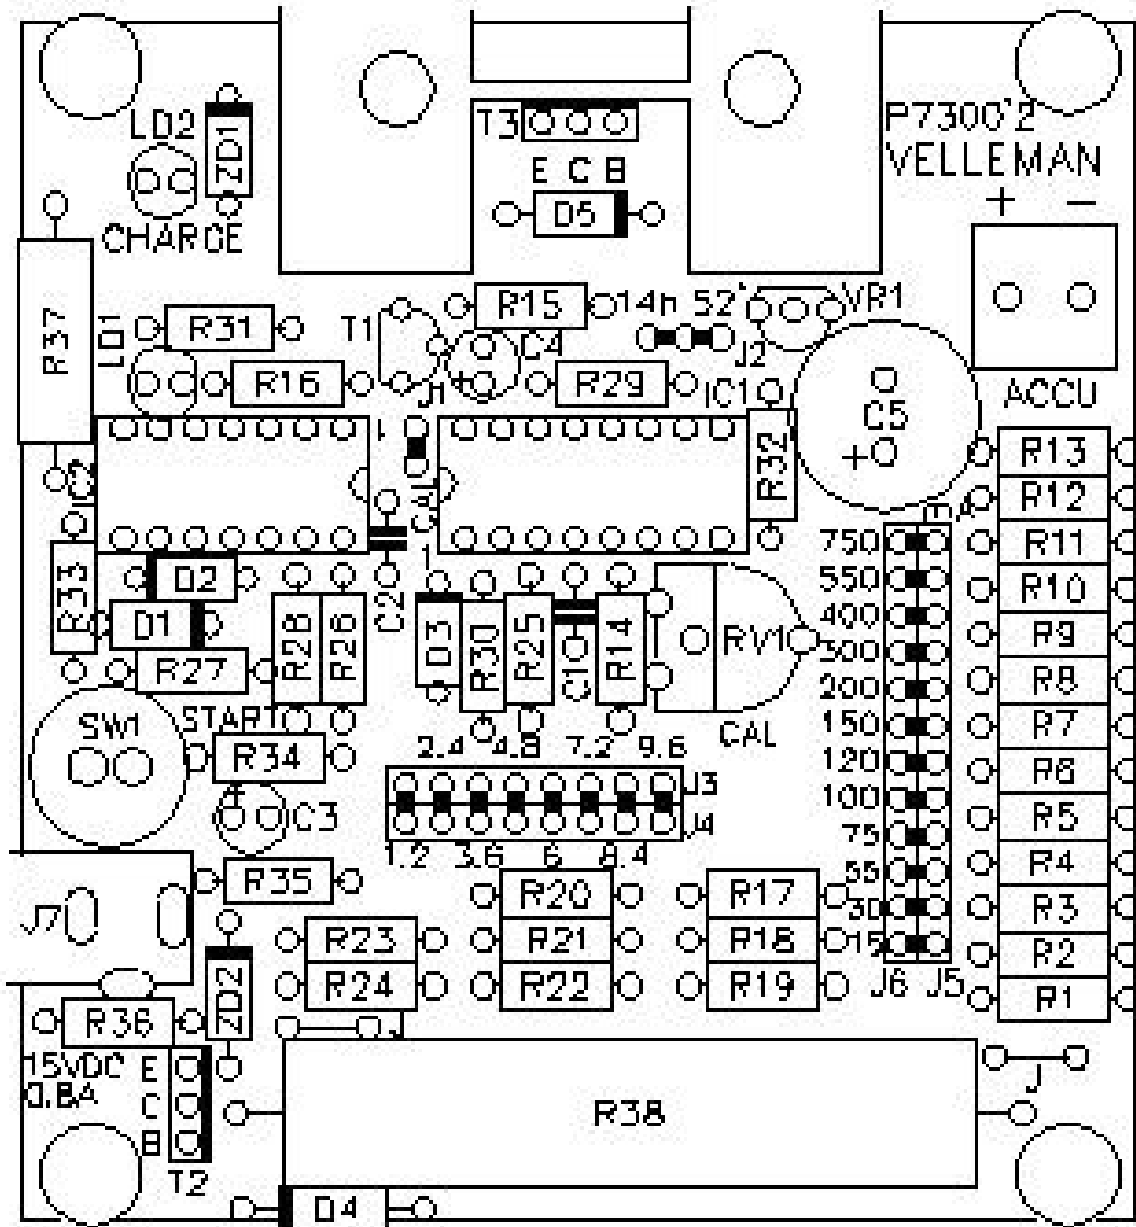 P7300'2
VELLEMAN
+ −
LD2
ZD1
T3
E C B
D5
CHARGE
R37
LD1
R31
T1
R15
14h 52'
VR1
C4
J2
R16
J1
R29
IC1
C5
+
ACCU
IC2
CAL
R32
R13
R12
R11
R10
R9
R8
R7
R6
R5
R4
R3
R2
R1
750
550
400
300
200
150
120
100
75
55
30
15
J6 J5
R33
D2
D1
R27
R28
R26
C2
D3
R30
R25
C1
R14
RV1
CAL
SW1
START
R34
2.4 4.8 7.2 9.6
J3
J4
1.2 3.6 6 8.4
+
C3
J7
R35
R20
R17
R23
R21
R18
R24
R22
R19
R36
ZD2
J
15VDC
0.8A
E
C
B
T2
R38
J
D4